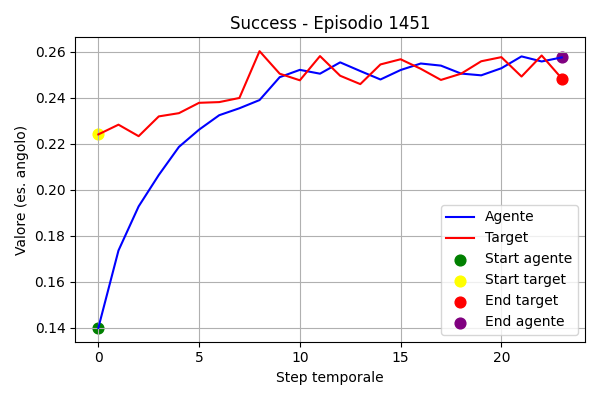 Success - Episodio 1451
Valore (es. angolo)
0.26
0.24
0.22
0.20
0.18
0.16
0.14
0
5
10
15
20
Step temporale
Agente
Target
Start agente
Start target
End target
End agente